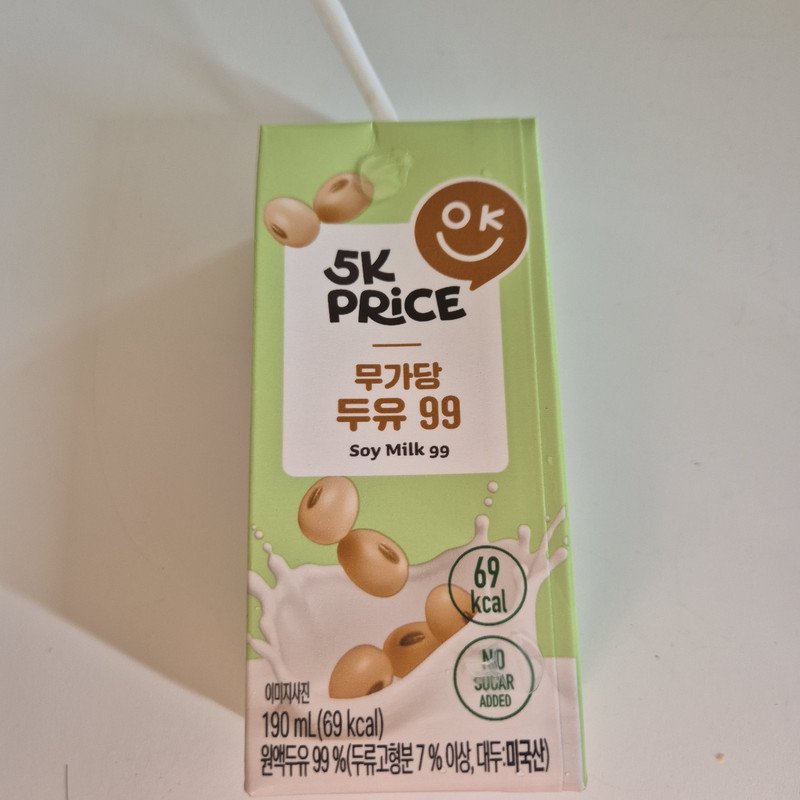 OK
5K
PRiCE
무가당
두유 99
Soy Milk 99
69
kcal
NO
SUGAR
ADDED
이미지사진
190 mL(69 kcal)
원액두유 99 %(두류고형분 7 % 이상, 대두:미국산)